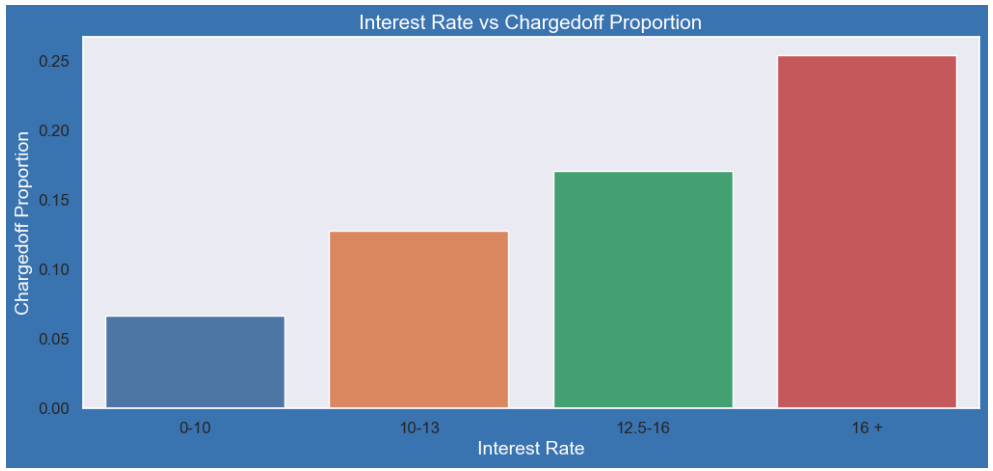 Interest Rate vs Chargedoff Proportion
Chargedoff Proportion
0.25
0.20
0.15
0.10
0.05
0.00
0-10 10-13 12.5-16 16 +
Interest Rate